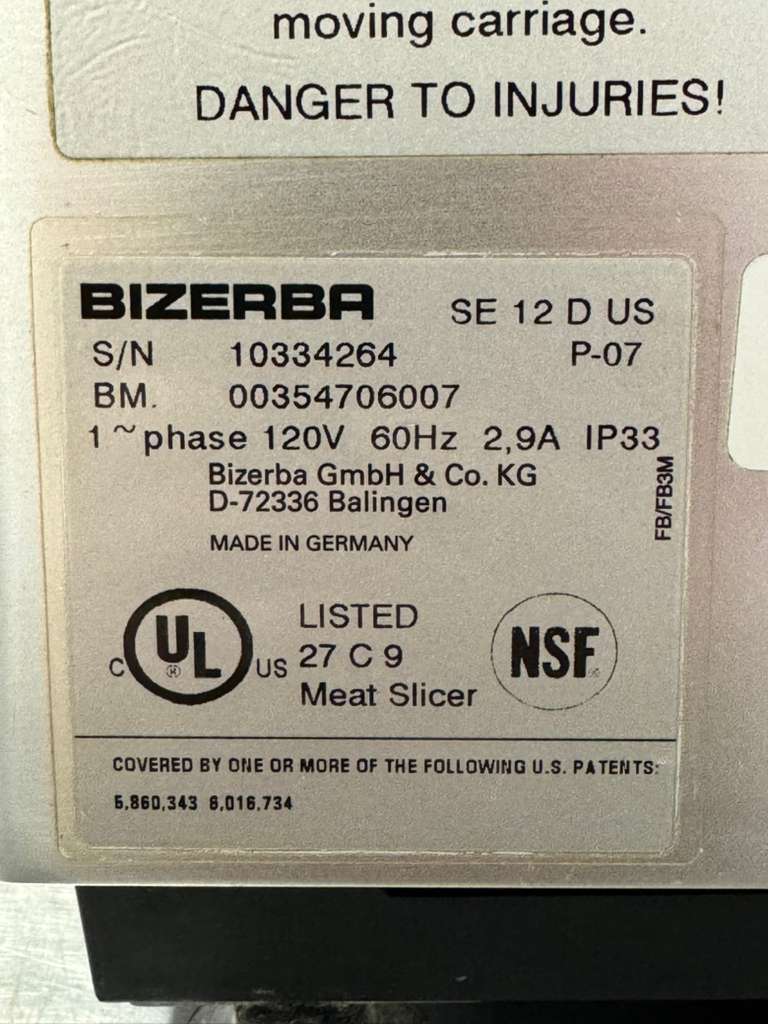 moving carriage.
DANGER TO INJURIES!
BIZERBA SE 12 D US
S/N 10334264 P-07
BM. 00354706007
1 ~ phase 120V 60Hz 2,9A IP33
Bizerba GmbH & Co. KG
D-72336 Balingen
FB/FB3M
MADE IN GERMANY
C UL ® US
LISTED
27 C 9
Meat Slicer
NSF
COVERED BY ONE OR MORE OF THE FOLLOWING U.S. PATENTS:
5,860,343 6,016,734